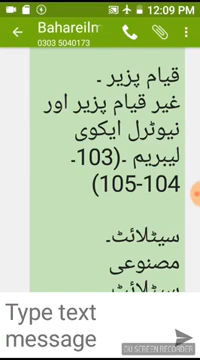 12:09 PM
Bahareilm
0303 5040173
قیام پزیر ۔
غیر قیام پزیر اور
نیوٹرل ایکوی
لیبریم ۔(103۔
104-105)
سیٹلائٹ۔
مصنوعی
سیٹلائٹ
Type text
message
DU SCREEN RECORDER